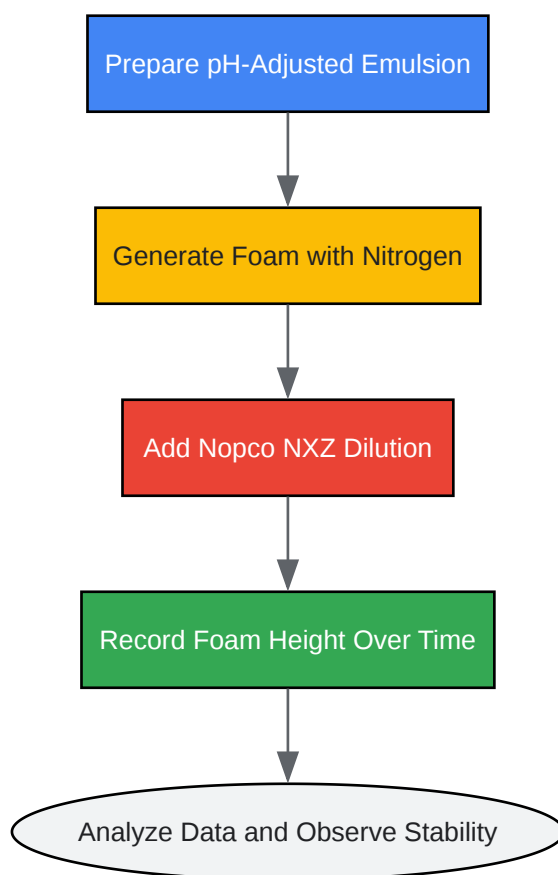 Prepare pH-Adjusted Emulsion
Generate Foam with Nitrogen
Add Nopco NXZ Dilution
Record Foam Height Over Time
Analyze Data and Observe Stability